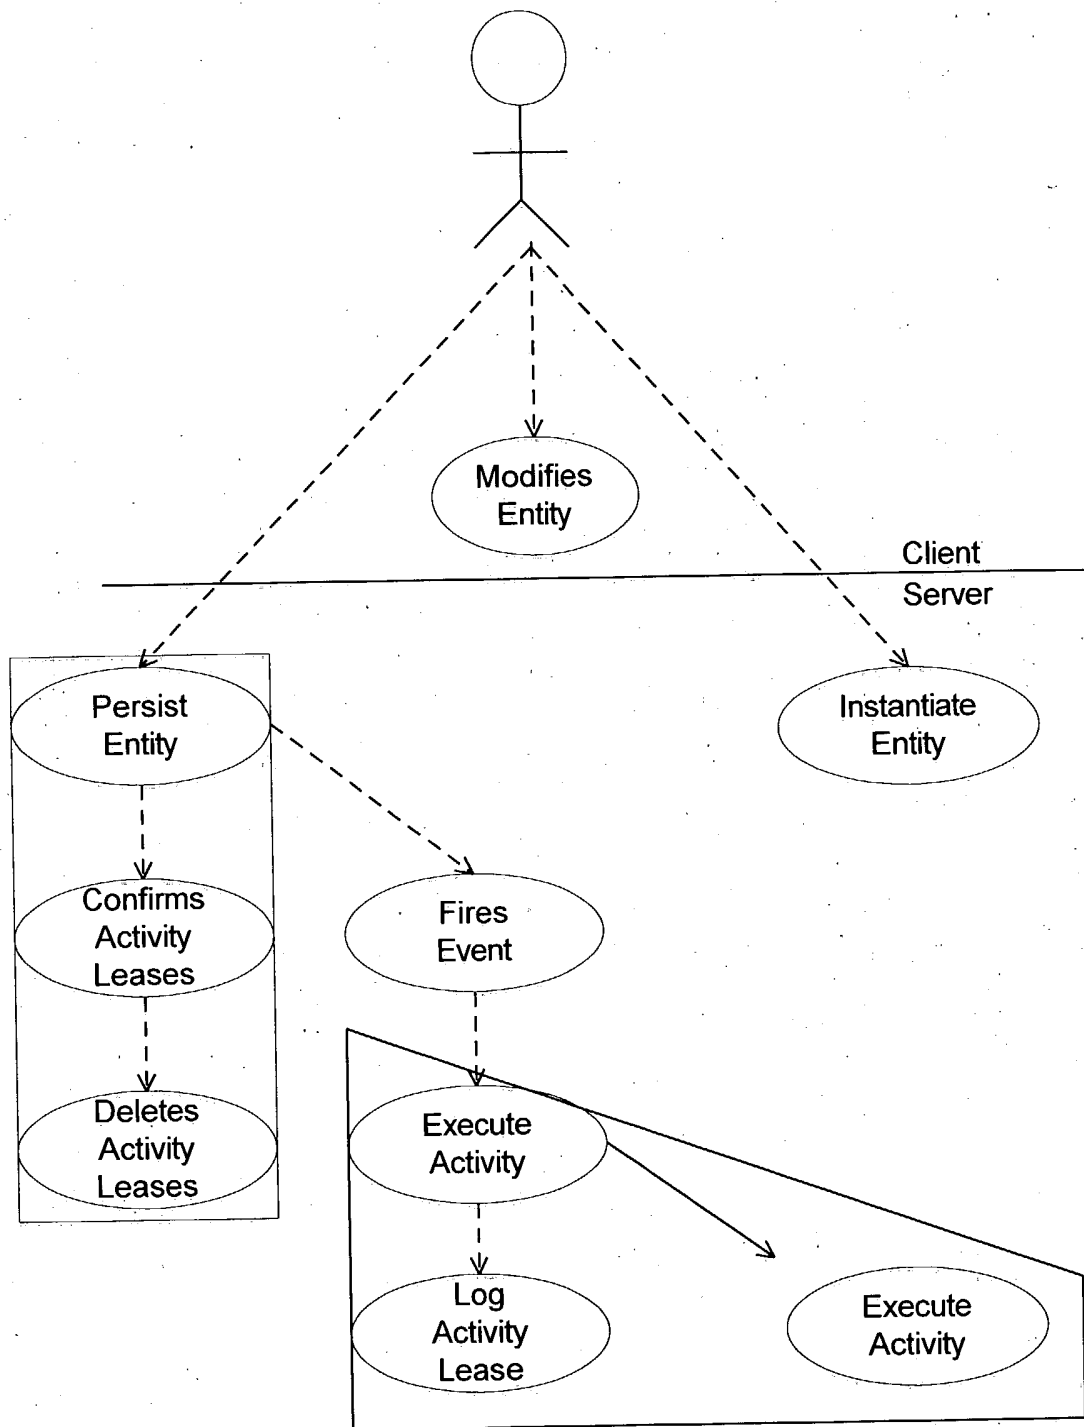 Modifies
Entity
Client
Server
Persist
Entity
Instantiate
Entity
Confirms
Activity
Leases
Fires
Event
Deletes
Activity
Leases
Execute
Activity
Log
Activity
Lease
Execute
Activity